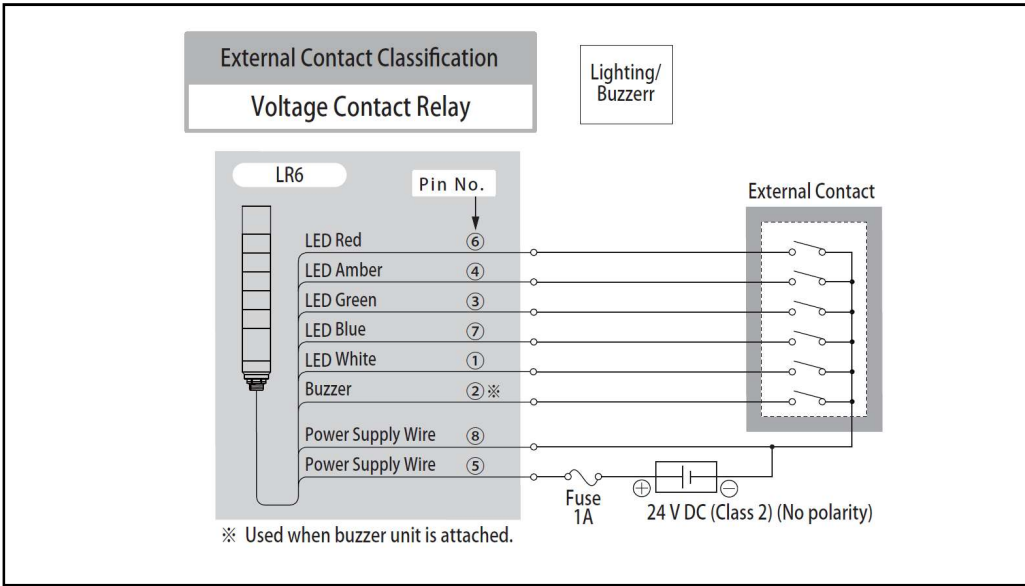 External Contact Classification
Voltage Contact Relay
Lighting/
Buzzerr
LR6
Pin No.
External Contact
LED Red ⑥
LED Amber ④
LED Green ③
LED Blue ⑦
LED White ①
Buzzer ②※
Power Supply Wire ⑧
Power Supply Wire ⑤
Fuse
1A
⊕ ⊖
24 V DC (Class 2) (No polarity)
※ Used when buzzer unit is attached.